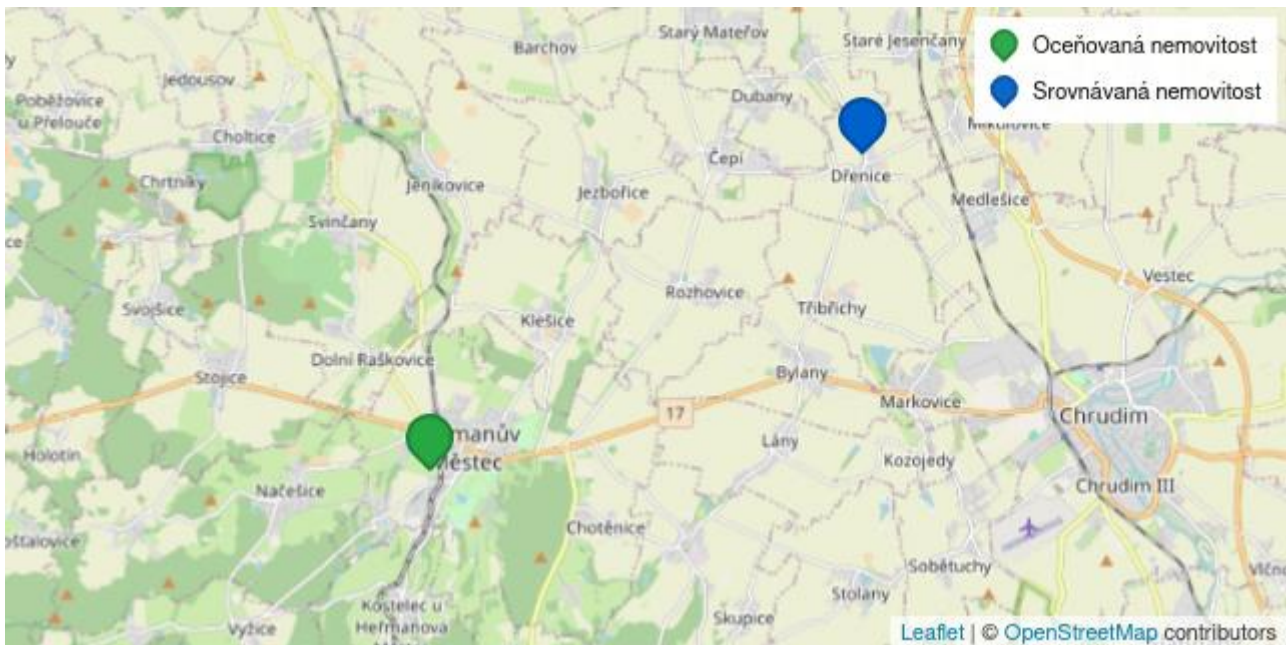 Oceňovaná nemovitost
Srovnávaná nemovitost
Starý Mateřov
Staré Jesenčany
Barchov
Jedousov
Dubany
Poběžovice
u Přelouče
Choltice
Mikulovice
Čepí
Dřenice
Chrtníky
Jeníkovice
Jezbořice
Medlešice
Svinčany
Vestec
Rozhovice
Svojšice
Klešice
Třibřichy
Dolní Raškovice
Stojice
Bylany
Markovice
17
Chrudim
manův
Městec
Holotín
Lány
Kozojedy
Načešice
Chrudim III
Chotěnice
Sobětuchy
Stolany
Kostelec u
Heřmanova
Skupice
Vyžice
Leaflet | © OpenStreetMap contributors